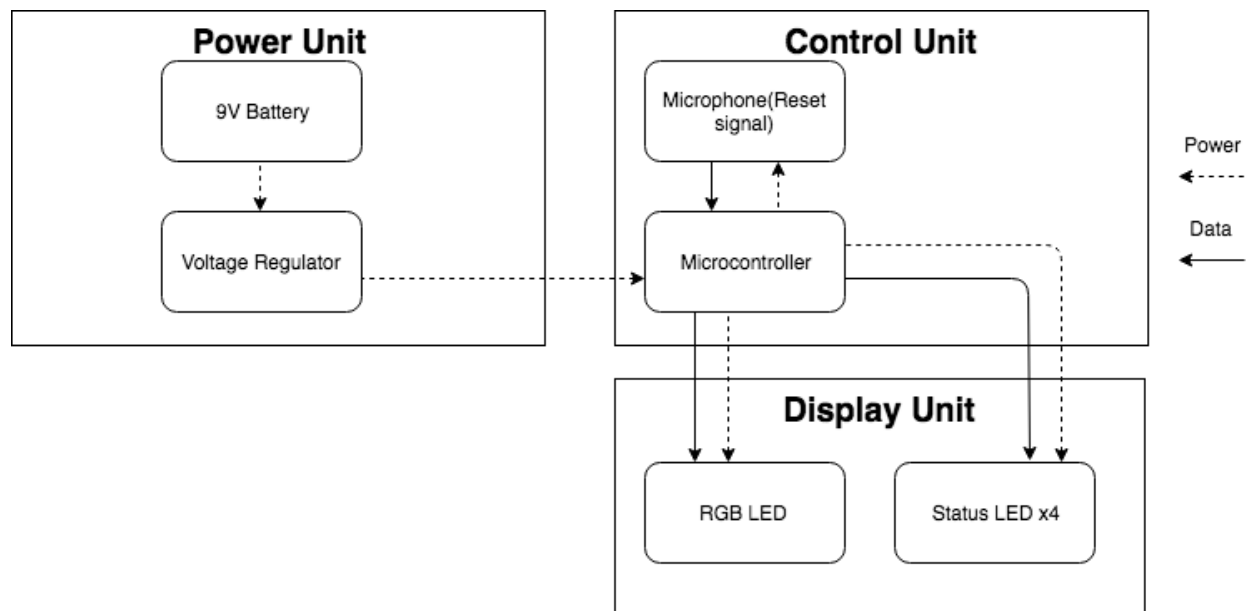 Power Unit
9V Battery
Voltage Regulator
Control Unit
Microphone(Reset
signal)
Microcontroller
Power
Data
Display Unit
RGB LED
Status LED x4